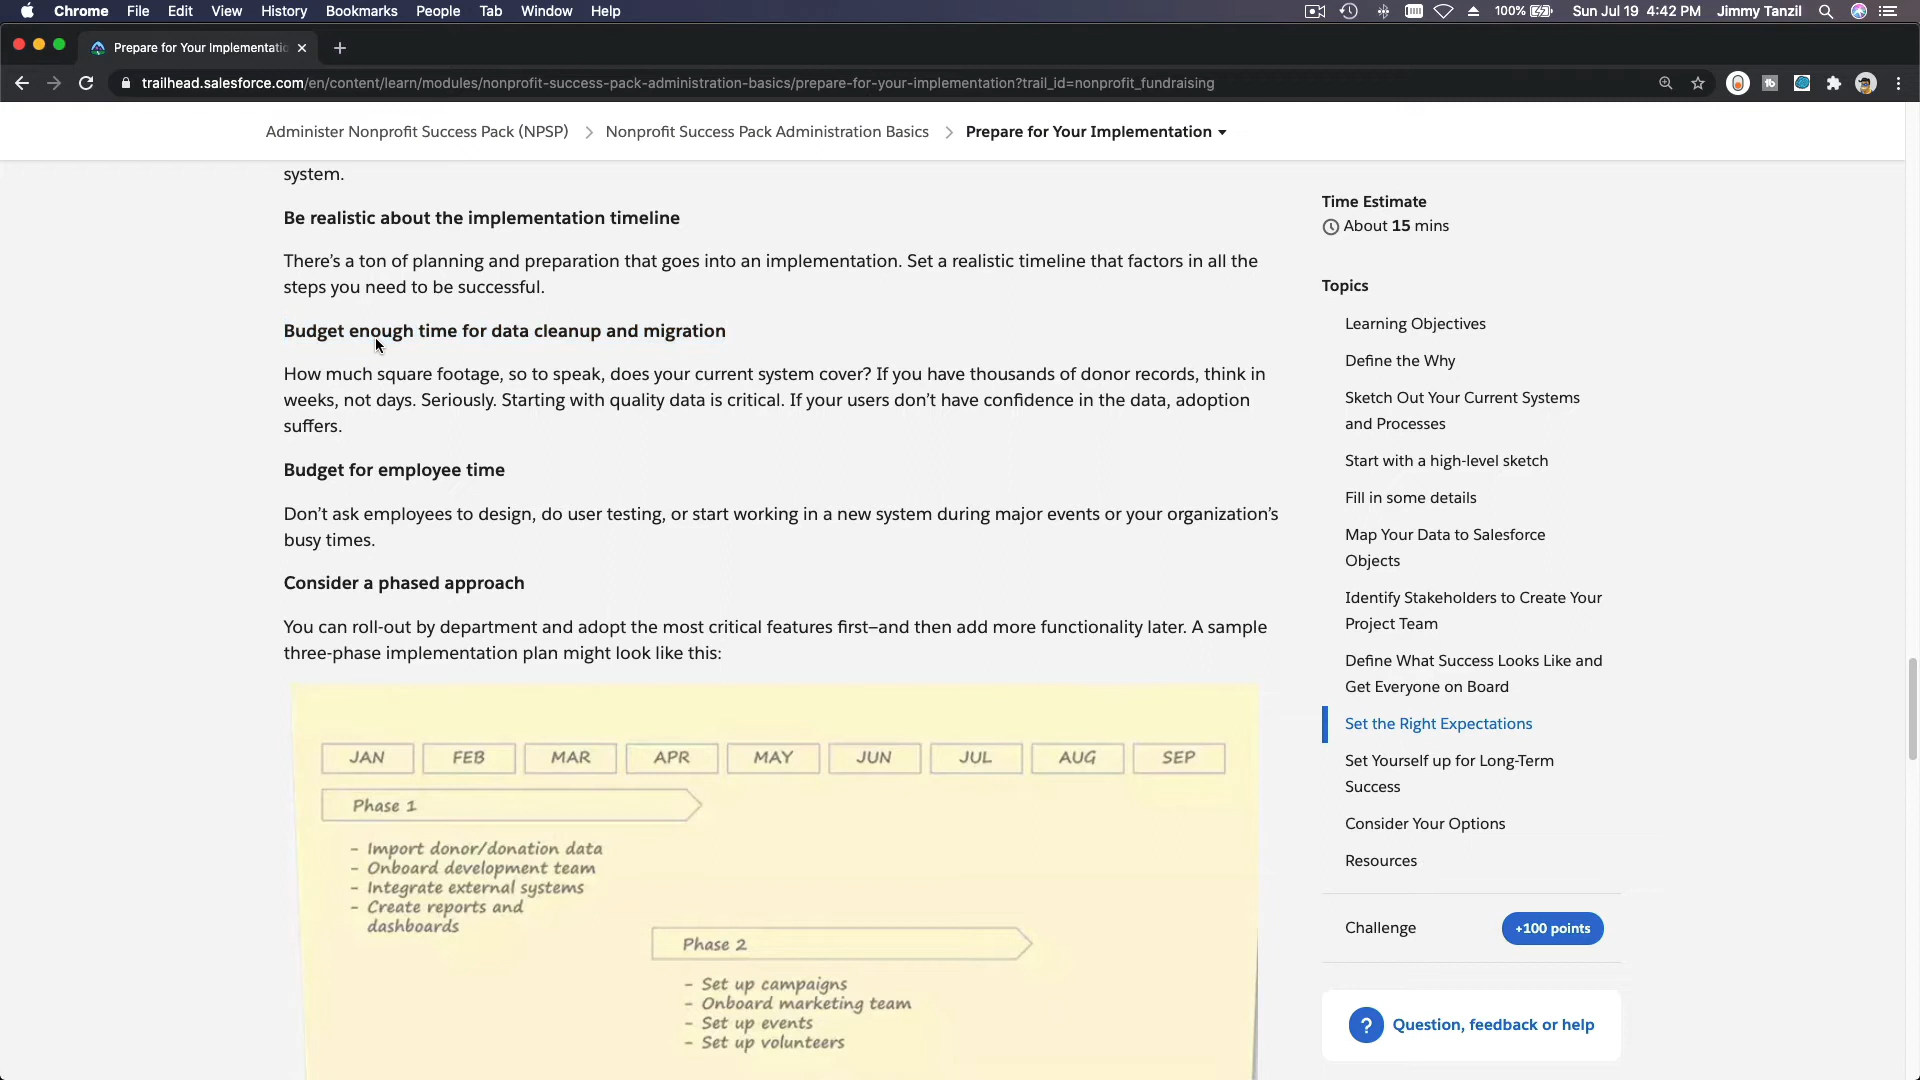 Chrome File Edit View History Bookmarks People Tab Window Help 100% Sun Jul 19 4:42 PM Jimmy Tanzil
Prepare for Your Implementatio
trailhead.salesforce.com/en/content/learn/modules/nonprofit-success-pack-administration-basics/prepare-for-your-implementation?trail_id=nonprofit_fundraising
Administer Nonprofit Success Pack (NPSP) > Nonprofit Success Pack Administration Basics > Prepare for Your Implementation
system.
Be realistic about the implementation timeline
There's a ton of planning and preparation that goes into an implementation. Set a realistic timeline that factors in all the
steps you need to be successful.
Budget enough time for data cleanup and migration
How much square footage, so to speak, does your current system cover? If you have thousands of donor records, think in
weeks, not days. Seriously. Starting with quality data is critical. If your users don't have confidence in the data, adoption
suffers.
Budget for employee time
Don't ask employees to design, do user testing, or start working in a new system during major events or your organization's
busy times.
Consider a phased approach
You can roll-out by department and adopt the most critical features first—and then add more functionality later. A sample
three-phase implementation plan might look like this:
JAN FEB MAR APR MAY JUN JUL AUG SEP
Phase 1
- Import donor/donation data
- Onboard development team
- Integrate external systems
- Create reports and
dashboards
Phase 2
- Set up campaigns
- Onboard marketing team
- Set up events
- Set up volunteers
Time Estimate
About 15 mins
Topics
Learning Objectives
Define the Why
Sketch Out Your Current Systems
and Processes
Start with a high-level sketch
Fill in some details
Map Your Data to Salesforce
Objects
Identify Stakeholders to Create Your
Project Team
Define What Success Looks Like and
Get Everyone on Board
Set the Right Expectations
Set Yourself up for Long-Term
Success
Consider Your Options
Resources
Challenge +100 points
? Question, feedback or help